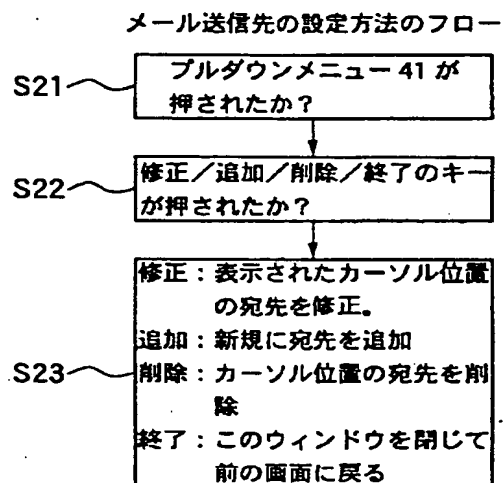 メール送信先の設定方法のフロー
S21
プルダウンメニュー 41 が
押されたか？
S22
修正／追加／削除／終了のキー
が押されたか？
S23
修正：表示されたカーソル位置
の宛先を修正。
追加：新規に宛先を追加
削除：カーソル位置の宛先を削
除
終了：このウィンドウを閉じて
前の画面に戻る